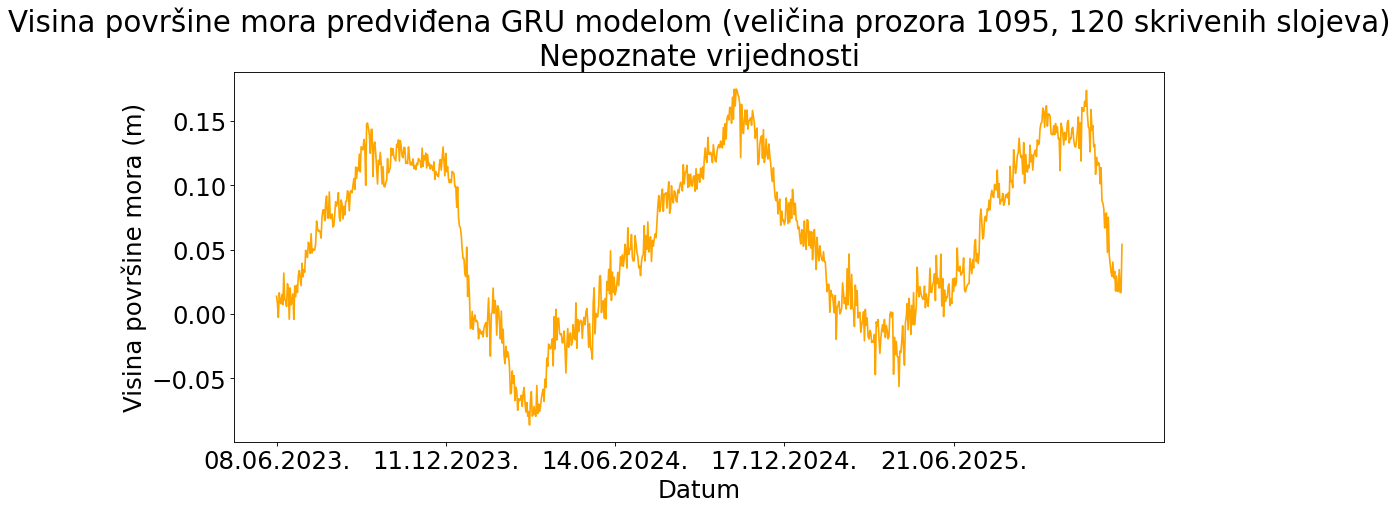 Visina površine mora predviđena GRU modelom (veličina prozora 1095, 120 skrivenih slojeva)
Nepoznate vrijednosti
Visina površine mora (m)
0.15
0.10
0.05
0.00
−0.05
08.06.2023. 11.12.2023. 14.06.2024. 17.12.2024. 21.06.2025.
Datum